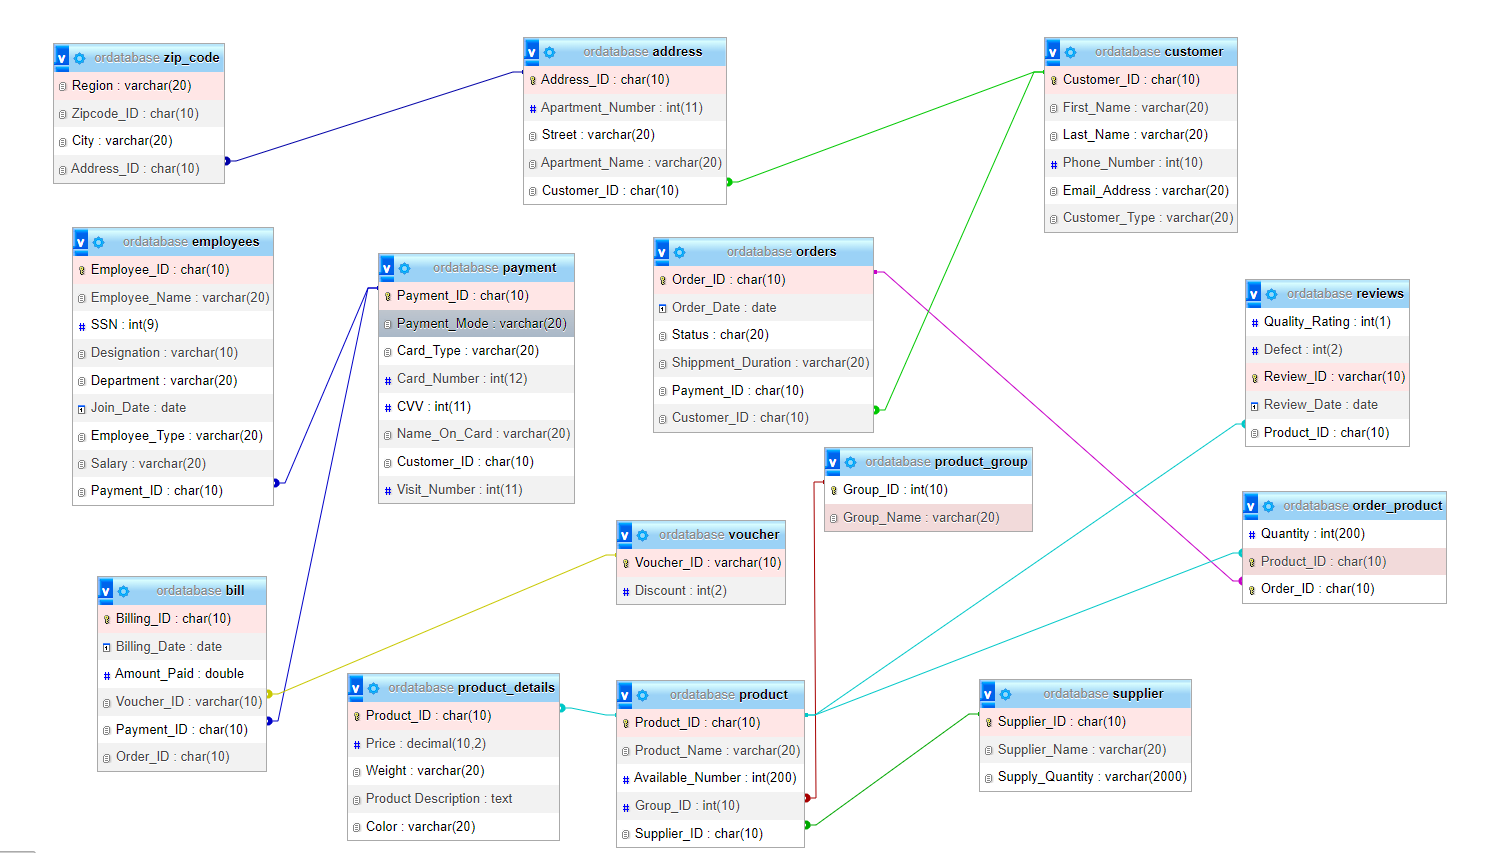 ordatabase zip_code
Region : varchar(20)
Zipcode_ID : char(10)
City : varchar(20)
Address_ID : char(10)
ordatabase address
Address_ID : char(10)
Apartment_Number : int(11)
Street : varchar(20)
Apartment_Name : varchar(20)
Customer_ID : char(10)
ordatabase customer
Customer_ID : char(10)
First_Name : varchar(20)
Last_Name : varchar(20)
Phone_Number : int(10)
Email_Address : varchar(20)
Customer_Type : varchar(20)
ordatabase employees
Employee_ID : char(10)
Employee_Name : varchar(20)
SSN : int(9)
Designation : varchar(10)
Department : varchar(20)
Join_Date : date
Employee_Type : varchar(20)
Salary : varchar(20)
Payment_ID : char(10)
ordatabase payment
Payment_ID : char(10)
Payment_Mode : varchar(20)
Card_Type : varchar(20)
Card_Number : int(12)
CVV : int(11)
Name_On_Card : varchar(20)
Customer_ID : char(10)
Visit_Number : int(11)
ordatabase orders
Order_ID : char(10)
Order_Date : date
Status : char(20)
Shippment_Duration : varchar(20)
Payment_ID : char(10)
Customer_ID : char(10)
ordatabase reviews
Quality_Rating : int(1)
Defect : int(2)
Review_ID : varchar(10)
Review_Date : date
Product_ID : char(10)
ordatabase product_group
Group_ID : int(10)
Group_Name : varchar(20)
ordatabase order_product
Quantity : int(200)
Product_ID : char(10)
Order_ID : char(10)
ordatabase voucher
Voucher_ID : varchar(10)
Discount : int(2)
ordatabase bill
Billing_ID : char(10)
Billing_Date : date
Amount_Paid : double
Voucher_ID : varchar(10)
Payment_ID : char(10)
Order_ID : char(10)
ordatabase product_details
Product_ID : char(10)
Price : decimal(10,2)
Weight : varchar(20)
Product Description : text
Color : varchar(20)
ordatabase product
Product_ID : char(10)
Product_Name : varchar(20)
Available_Number : int(200)
Group_ID : int(10)
Supplier_ID : char(10)
ordatabase supplier
Supplier_ID : char(10)
Supplier_Name : varchar(20)
Supply_Quantity : varchar(2000)